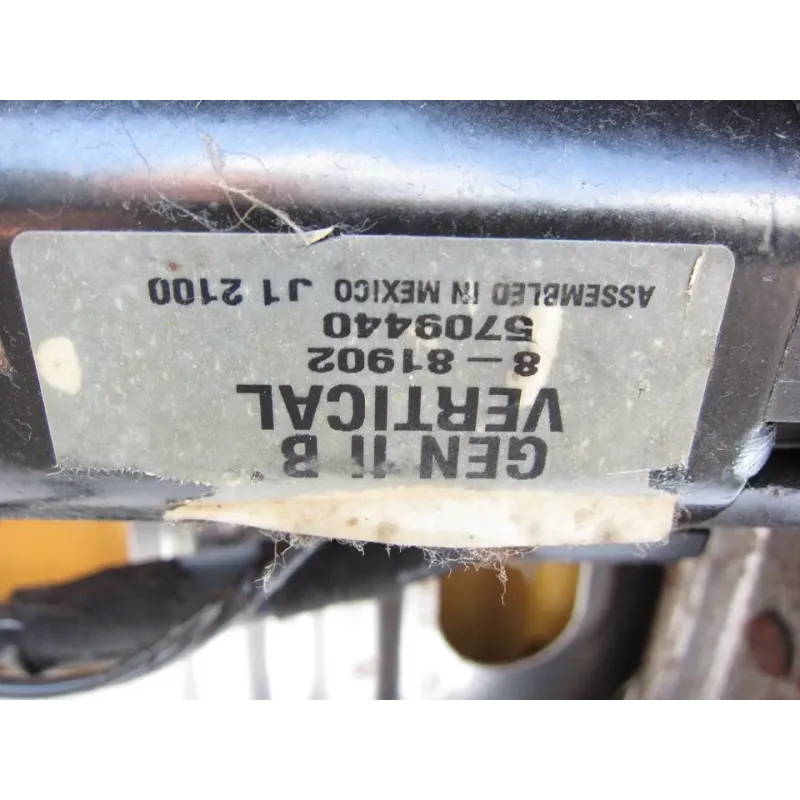 GEN II B
VERTICAL
8-81902
5709440
ASSEMBLED IN MEXICO J1 2100